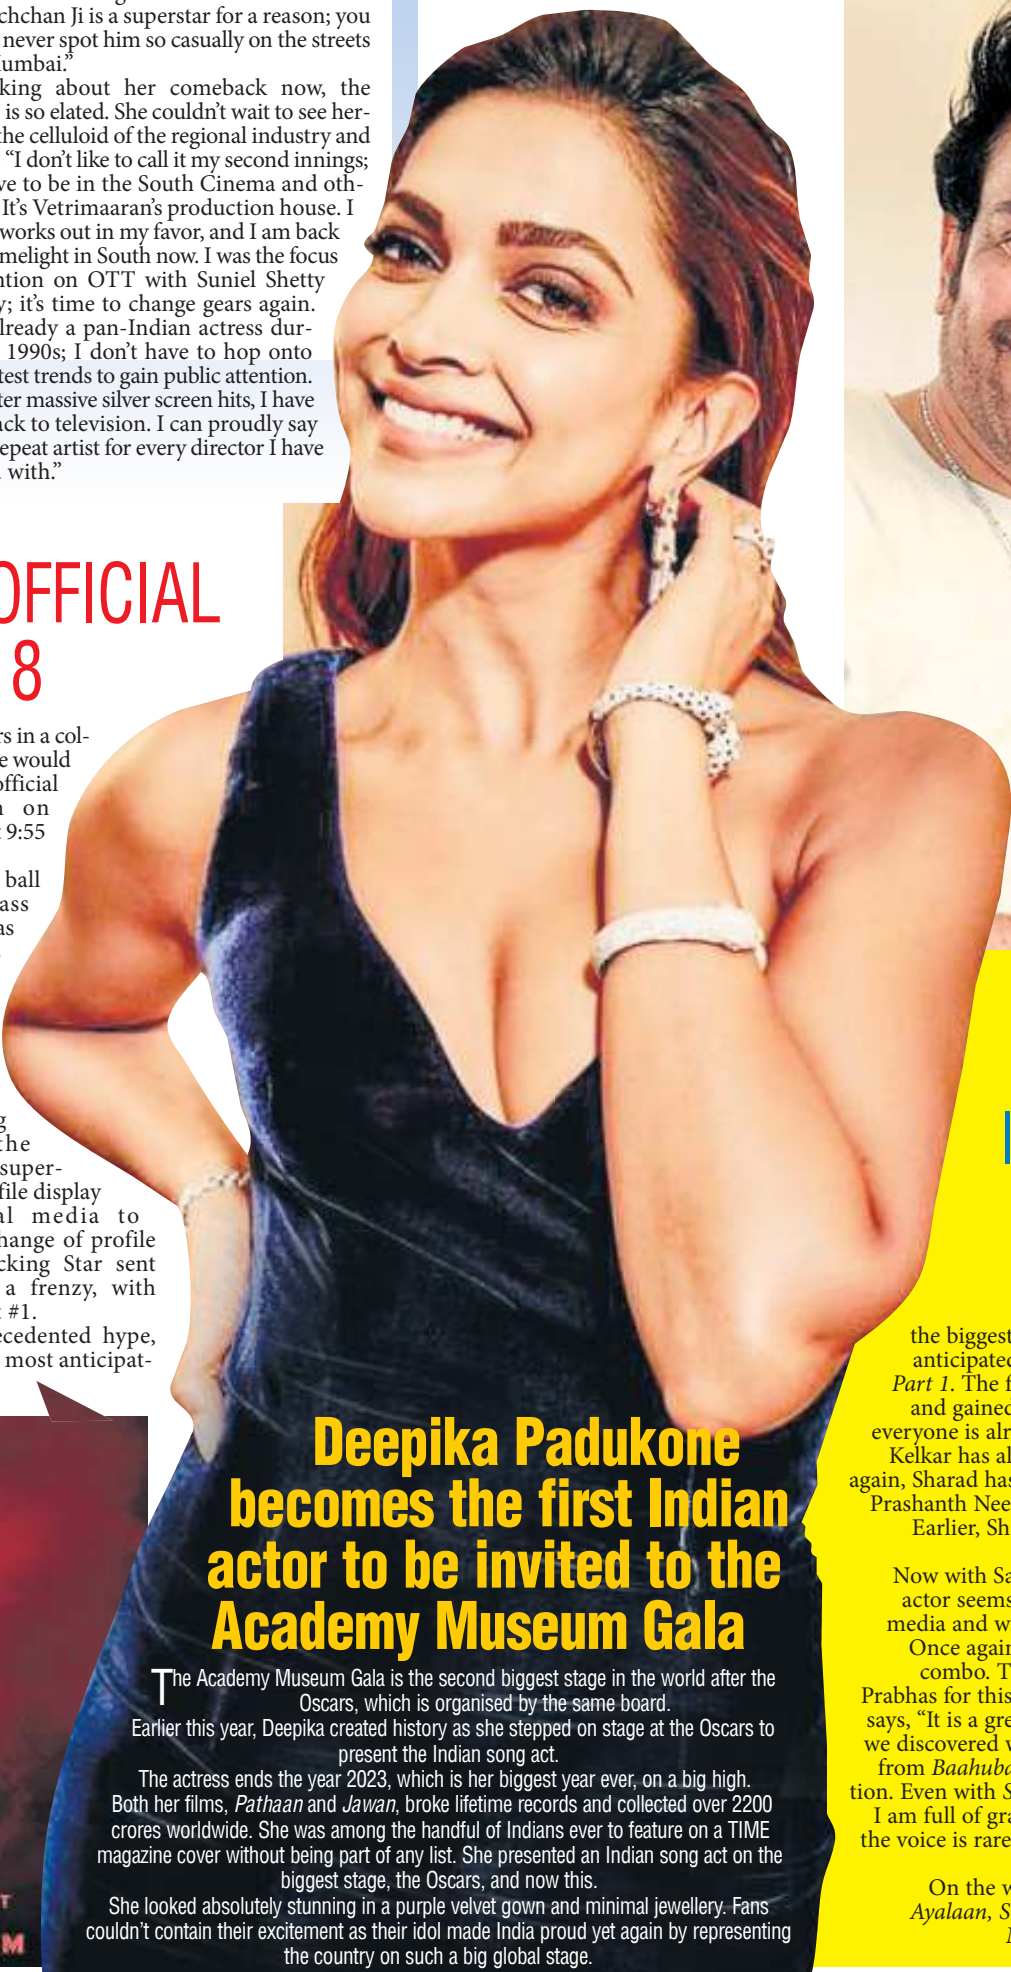 chchan Ji is a superstar for a reason; you
never spot him so casually on the streets
umbai.”
king about her comeback now, the
is so elated. She couldn’t wait to see her-
the celluloid of the regional industry and
“I don’t like to call it my second innings;
ve to be in the South Cinema and oth-
It’s Vetrimaaran’s production house. I
works out in my favor, and I am back
melight in South now. I was the focus
ntion on OTT with Suniel Shetty
y; it’s time to change gears again.
lready a pan-Indian actress dur-
1990s; I don’t have to hop onto
test trends to gain public attention.
ter massive silver screen hits, I have
ack to television. I can proudly say
epeat artist for every director I have
with.”
OFFICIAL
8
rs in a col-
e would
official
n on
9:55
ball
ass
as
g
the
super-
file display
al media to
hange of profile
cking Star sent
a frenzy, with
#1.
ecedented hype,
most anticipat-
T
M
Deepika Padukone
becomes the first Indian
actor to be invited to the
Academy Museum Gala
The Academy Museum Gala is the second biggest stage in the world after the
Oscars, which is organised by the same board.
Earlier this year, Deepika created history as she stepped on stage at the Oscars to
present the Indian song act.
The actress ends the year 2023, which is her biggest year ever, on a big high.
Both her films, Pathaan and Jawan, broke lifetime records and collected over 2200
crores worldwide. She was among the handful of Indians ever to feature on a TIME
magazine cover without being part of any list. She presented an Indian song act on the
biggest stage, the Oscars, and now this.
She looked absolutely stunning in a purple velvet gown and minimal jewellery. Fans
couldn’t contain their excitement as their idol made India proud yet again by representing
the country on such a big global stage.
the biggest
anticipated
Part 1. The f
and gained
everyone is alr
Kelkar has al
again, Sharad has
Prashanth Nee
Earlier, Sh
Now with Sa
actor seems
media and w
Once again
combo. T
Prabhas for this
says, “It is a gre
we discovered w
from Baahuba
tion. Even with S
I am full of gra
the voice is rare
On the w
Ayalaan, S